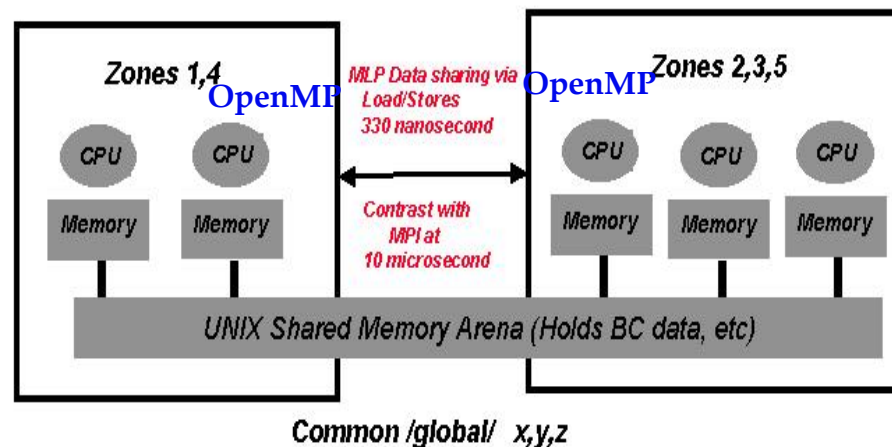 Zones 1,4
OpenMP
CPU
CPU
Memory
Memory
MLP Data sharing via
Load/Stores
330 nanosecond
Contrast with
MPI at
10 microsecond
Zones 2,3,5
OpenMP
CPU
CPU
CPU
Memory
Memory
Memory
UNIX Shared Memory Arena (Holds BC data, etc)
Common /global/ x,y,z